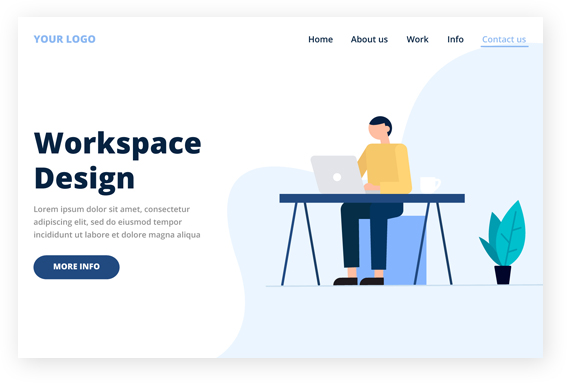 YOUR LOGO
Home About us Work Info Contact us
Workspace
Design
Lorem ipsum dolor sit amet, consectetur
adipiscing elit, sed do eiusmod tempor
incididunt ut labore et dolore magna aliqua
MORE INFO